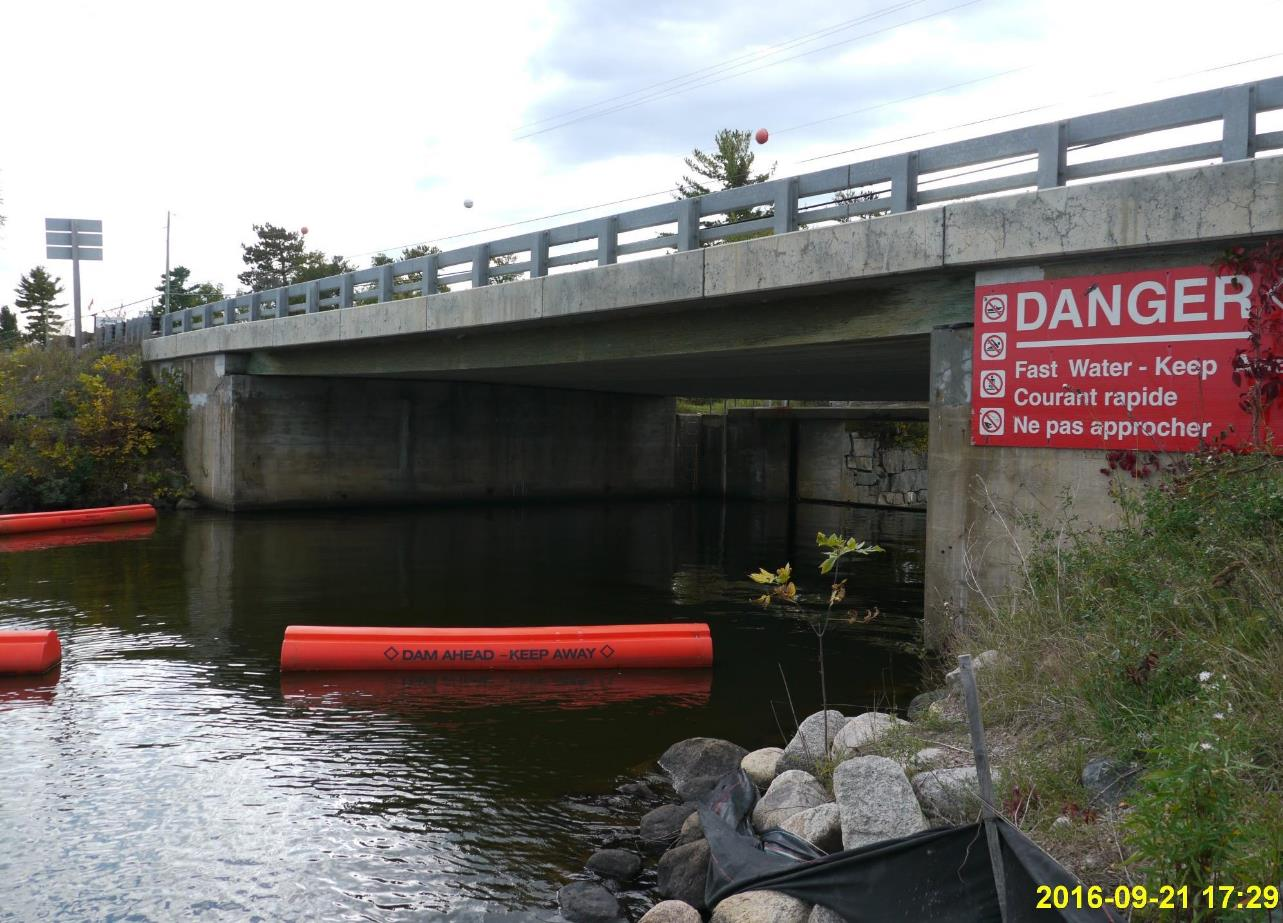 DANGER
Fast Water - Keep
Courant rapide
Ne pas approcher
DAM AHEAD - KEEP AWAY
2016-09-21 17:29